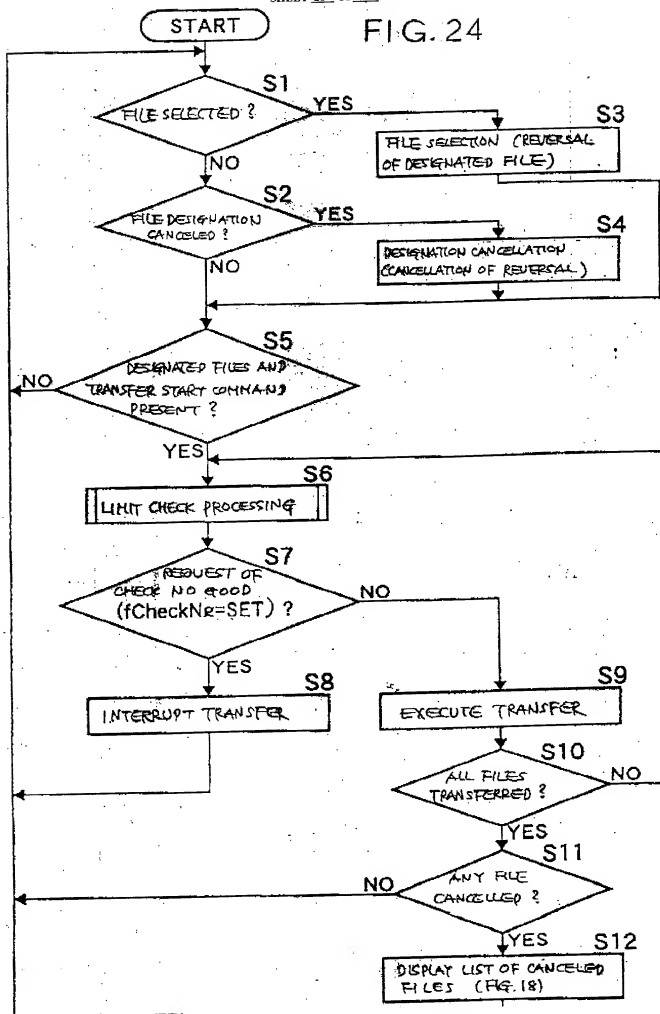 START
FIG. 24
S1
FILE SELECTED ?
YES
NO
S3
FILE SELECTION (REVERSAL
OF DESIGNATED FILE)
S2
FILE DESIGNATION
CANCELED ?
YES
NO
S4
DESIGNATION CANCELLATION
(CANCELLATION OF REVERSAL)
S5
DESIGNATED FILES AND
TRANSFER START COMMAND
PRESENT ?
NO
YES
S6
LIMIT CHECK PROCESSING
S7
REQUEST OF
CHECK NO GOOD
(fCheckNg=SET) ?
NO
YES
S8
INTERRUPT TRANSFER
S9
EXECUTE TRANSFER
S10
ALL FILES
TRANSFERRED ?
NO
YES
S11
ANY FILE
CANCELLED ?
NO
YES
S12
DISPLAY LIST OF CANCELED
FILES (FIG. 18)